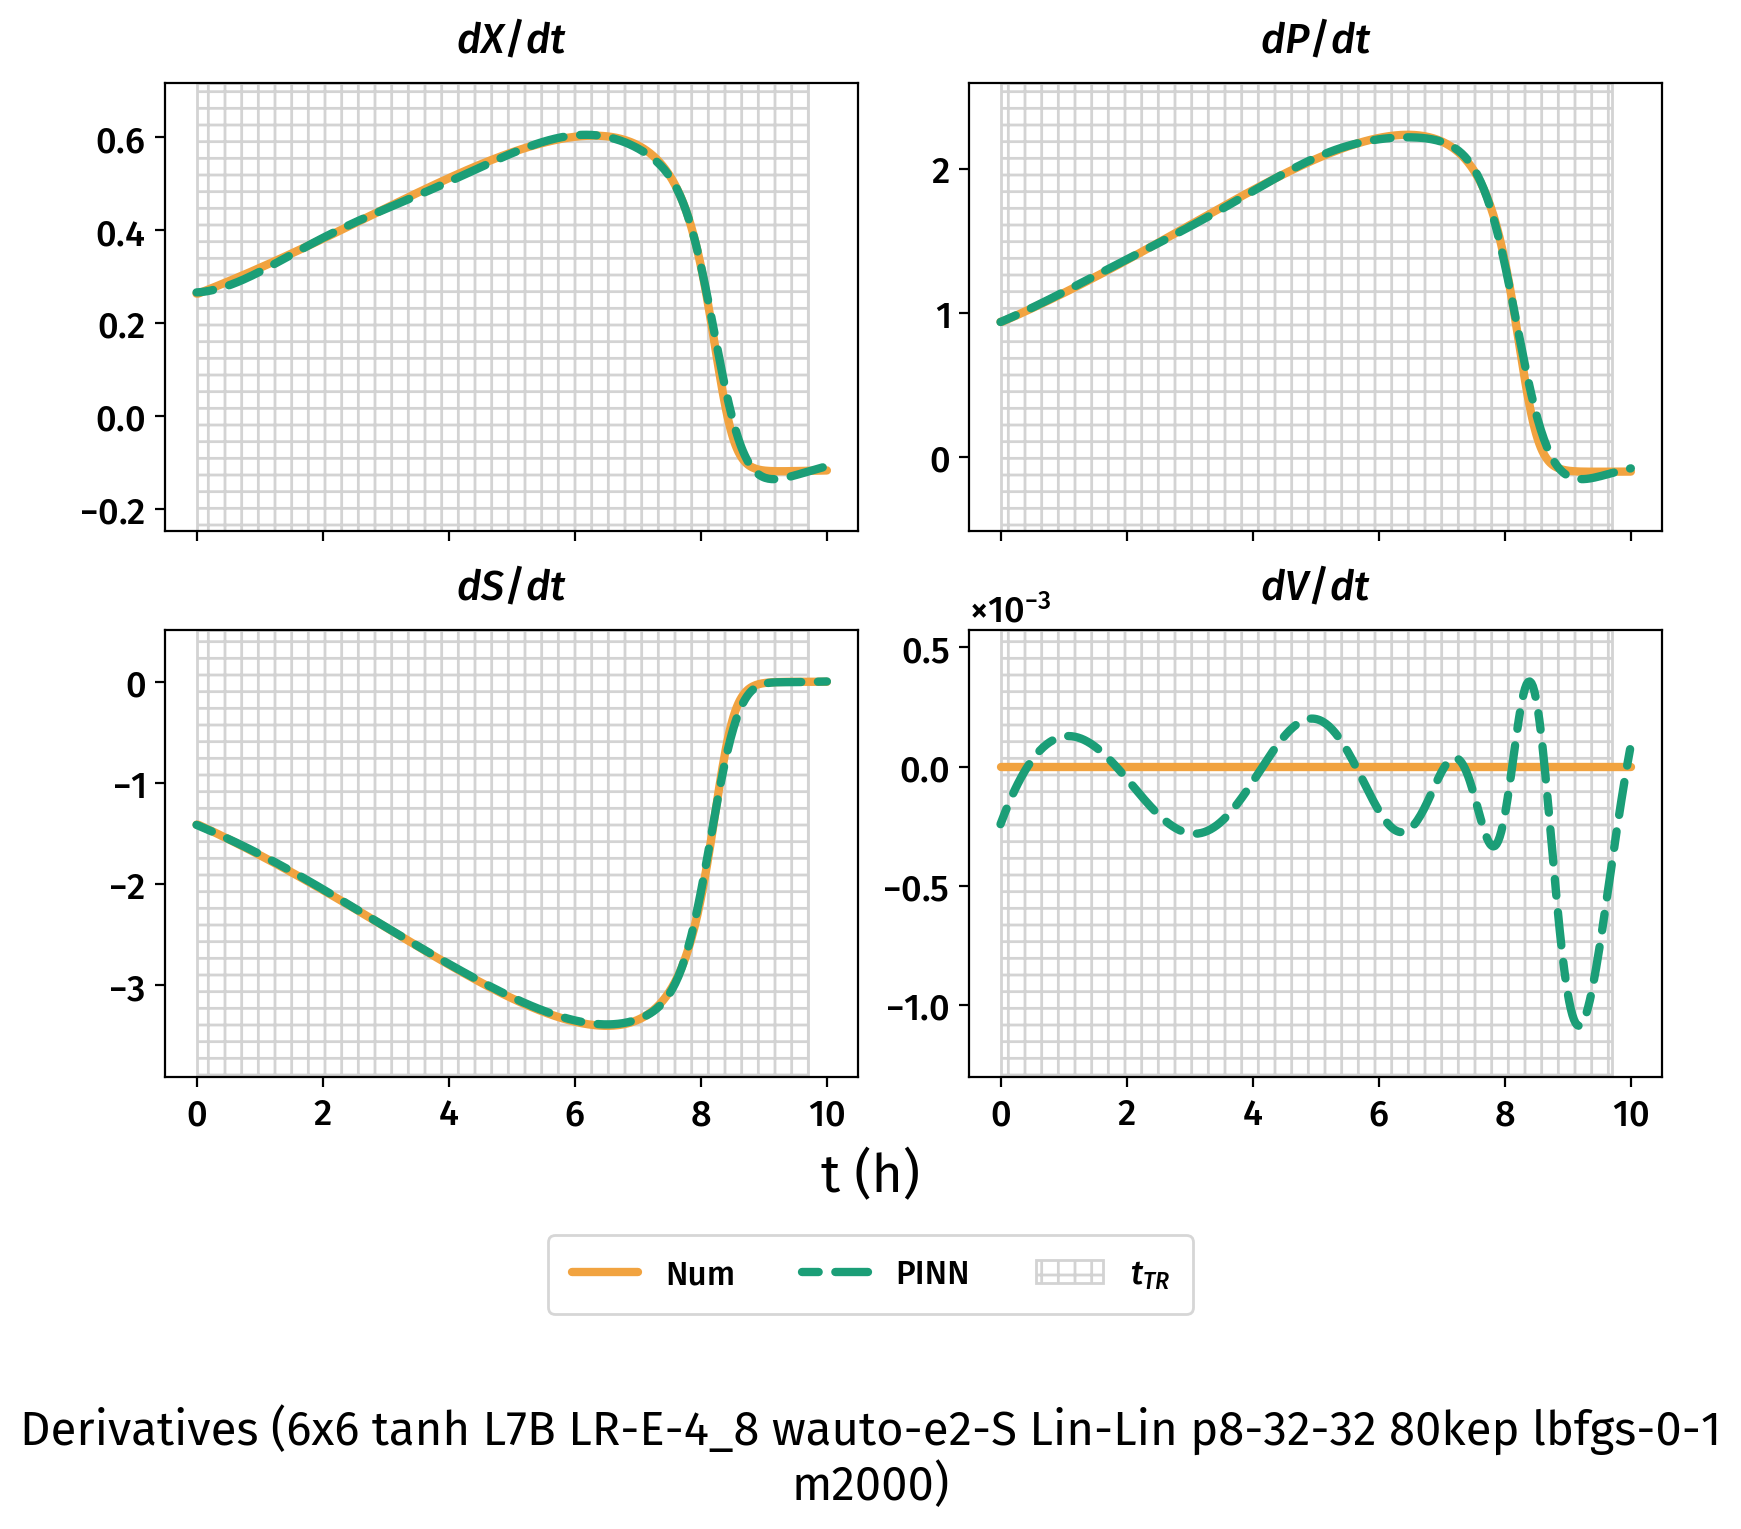 dX/dt
dP/dt
0.6
0.4
0.2
0.0
−0.2
2
1
0
dS/dt
dV/dt
×10⁻³
0
−1
−2
−3
0.5
0.0
−0.5
−1.0
0 2 4 6 8 10
0 2 4 6 8 10
t (h)
Num PINN t_TR
Derivatives (6x6 tanh L7B LR-E-4_8 wauto-e2-S Lin-Lin p8-32-32 80kep lbfgs-0-1
m2000)